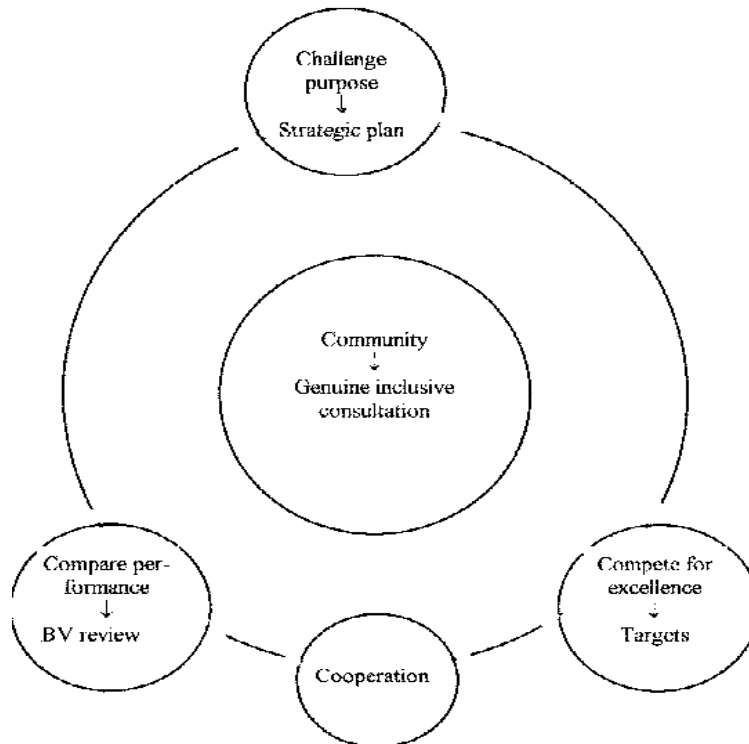 Challenge
purpose
↓
Strategic plan
Community
↓
Genuine inclusive
consultation
Compare per-
formance
↓
BV review
Compete for
excellence
↓
Targets
Cooperation